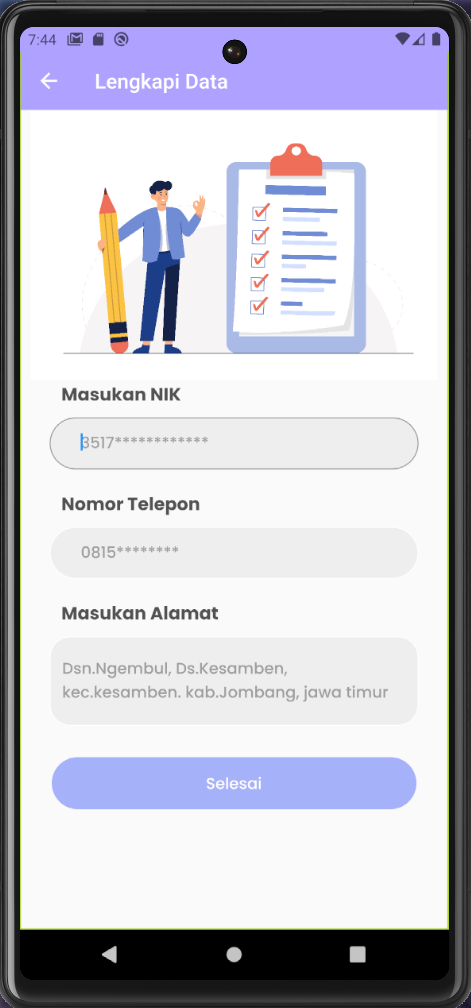 7:44
Lengkapi Data
Masukan NIK
3517************
Nomor Telepon
0815********
Masukan Alamat
Dsn.Ngembul, Ds.Kesamben,
kec.kesamben. kab.Jombang, jawa timur
Selesai